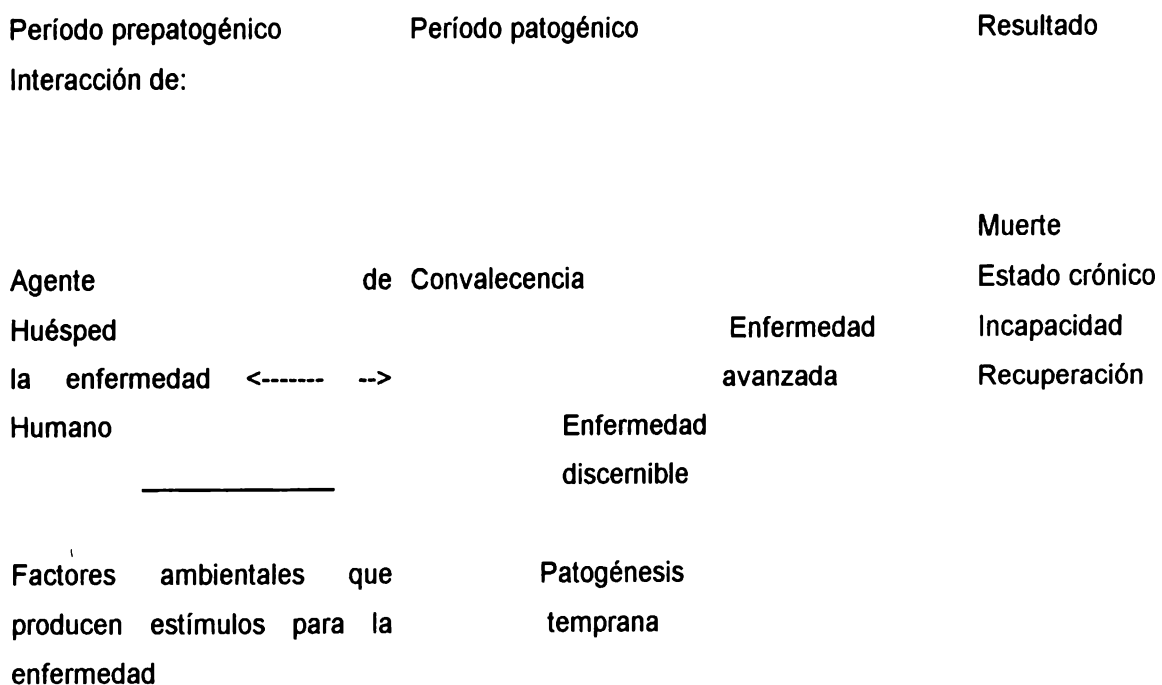 Período prepatogénico Período patogénico Resultado
Interacción de:
Muerte
Agente de Convalecencia Estado crónico
Huésped Enfermedad Incapacidad
la enfermedad <------- --> avanzada Recuperación
Humano Enfermedad
discernible
Factores ambientales que Patogénesis
producen estímulos para la temprana
enfermedad